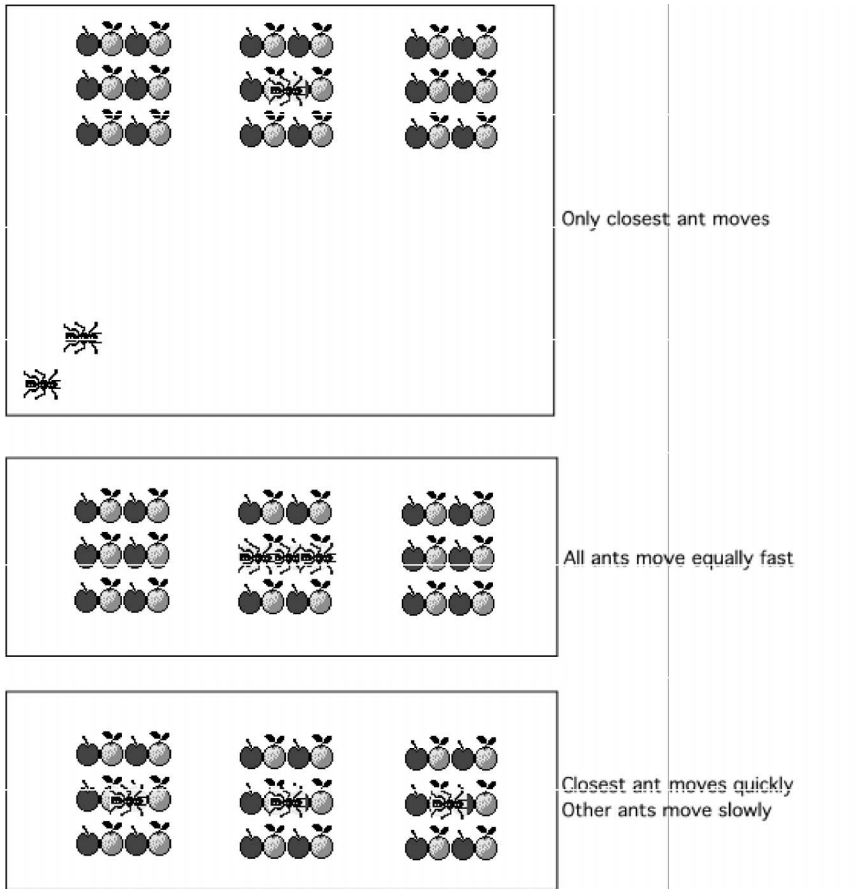 Only closest ant moves
All ants move equally fast
Closest ant moves quickly
Other ants move slowly